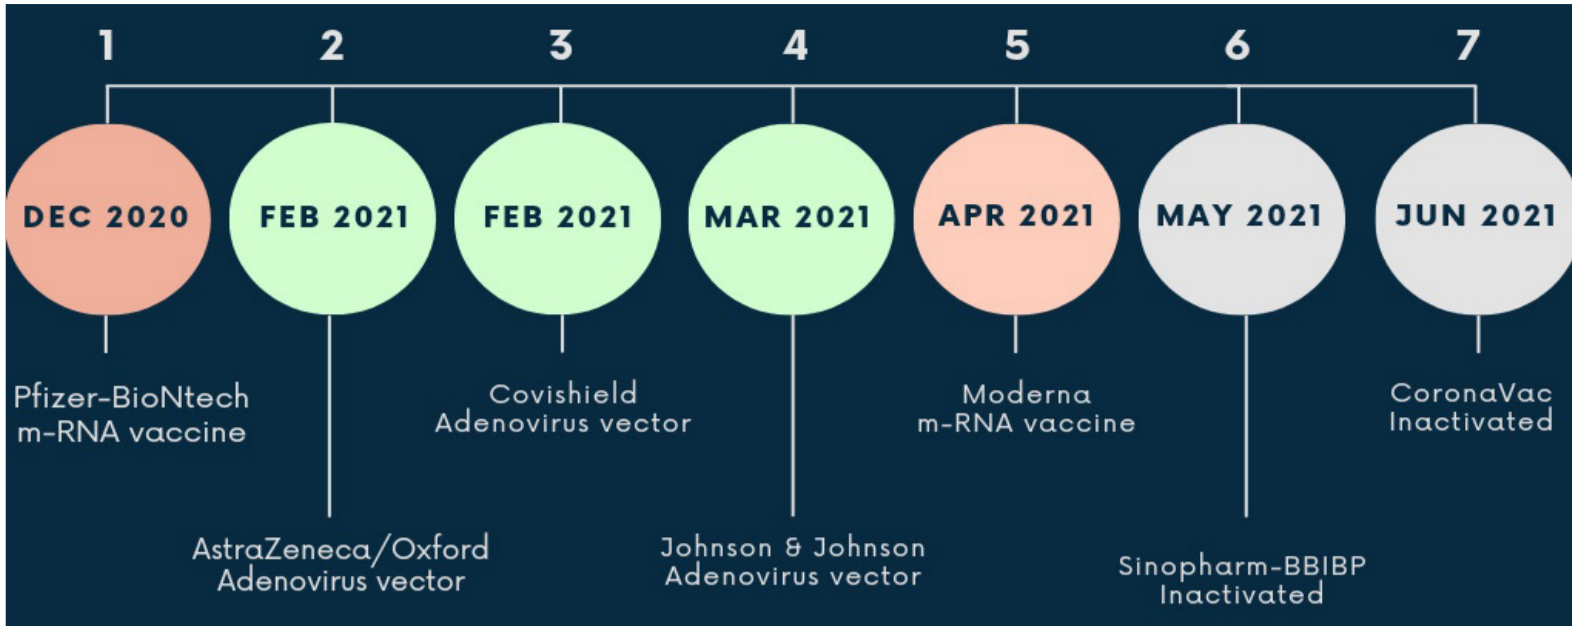 1 2 3 4 5 6 7
DEC 2020 FEB 2021 FEB 2021 MAR 2021 APR 2021 MAY 2021 JUN 2021
Pfizer-BioNtech
m-RNA vaccine
AstraZeneca/Oxford
Adenovirus vector
Covishield
Adenovirus vector
Johnson & Johnson
Adenovirus vector
Moderna
m-RNA vaccine
Sinopharm-BBIBP
Inactivated
CoronaVac
Inactivated